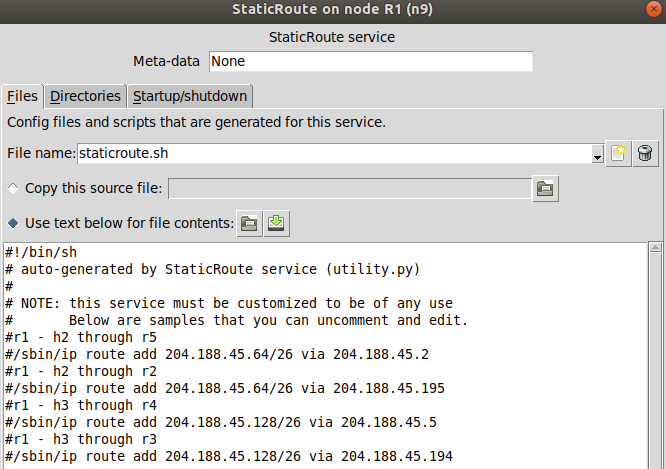 StaticRoute on node R1 (n9)
StaticRoute service
Meta-data None
Files Directories Startup/shutdown
Config files and scripts that are generated for this service.
File name: staticroute.sh
Copy this source file:
Use text below for file contents:
#!/bin/sh
# auto-generated by StaticRoute service (utility.py)
#
# NOTE: this service must be customized to be of any use
#       Below are samples that you can uncomment and edit.
#r1 - h2 through r5
#/sbin/ip route add 204.188.45.64/26 via 204.188.45.2
#r1 - h2 through r2
#/sbin/ip route add 204.188.45.64/26 via 204.188.45.195
#r1 - h3 through r4
#/sbin/ip route add 204.188.45.128/26 via 204.188.45.5
#r1 - h3 through r3
#/sbin/ip route add 204.188.45.128/26 via 204.188.45.194